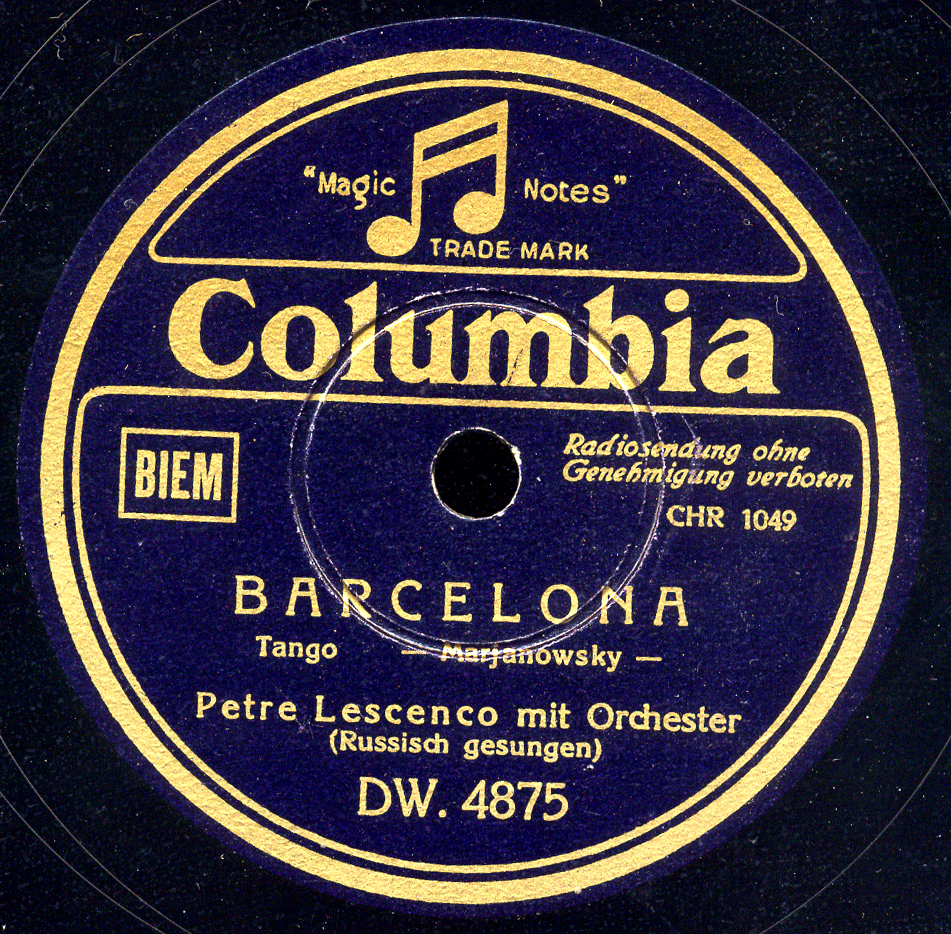 "Magic Notes"
TRADE MARK
Columbia
BIEM
Radiosendung ohne
Genehmigung verboten
CHR 1049
BARCELONA
Tango — Marjanowsky —
Petre Lescenco mit Orchester
(Russisch gesungen)
DW. 4875